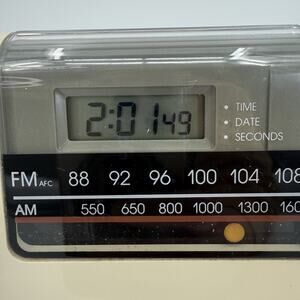 2:01 49
• TIME
• DATE
• SECONDS
FM AFC 88 92 96 100 104 108
AM 550 650 800 1000 1300 160